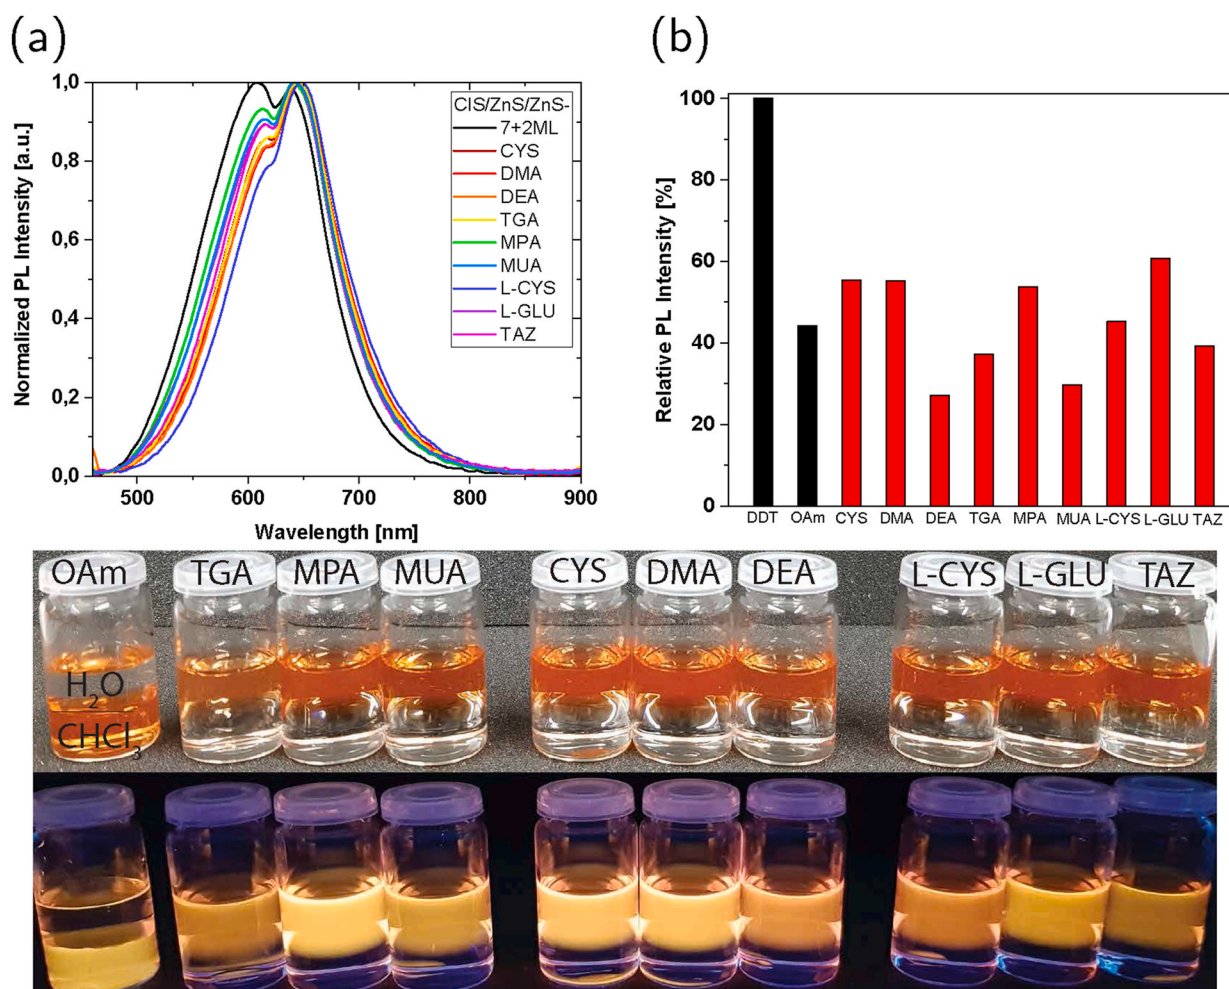 (a)
Normalized PL Intensity [a.u.]
1,0
0,8
0,6
0,4
0,2
0,0
500 600 700 800 900
Wavelength [nm]
CIS/ZnS/ZnS-
7+2ML
CYS
DMA
DEA
TGA
MPA
MUA
L-CYS
L-GLU
TAZ
(b)
Relative PL Intensity [%]
100
80
60
40
20
0
DDT OAm CYS DMA DEA TGA MPA MUA L-CYS L-GLU TAZ
OAm TGA MPA MUA CYS DMA DEA L-CYS L-GLU TAZ
H₂O
CHCl₃